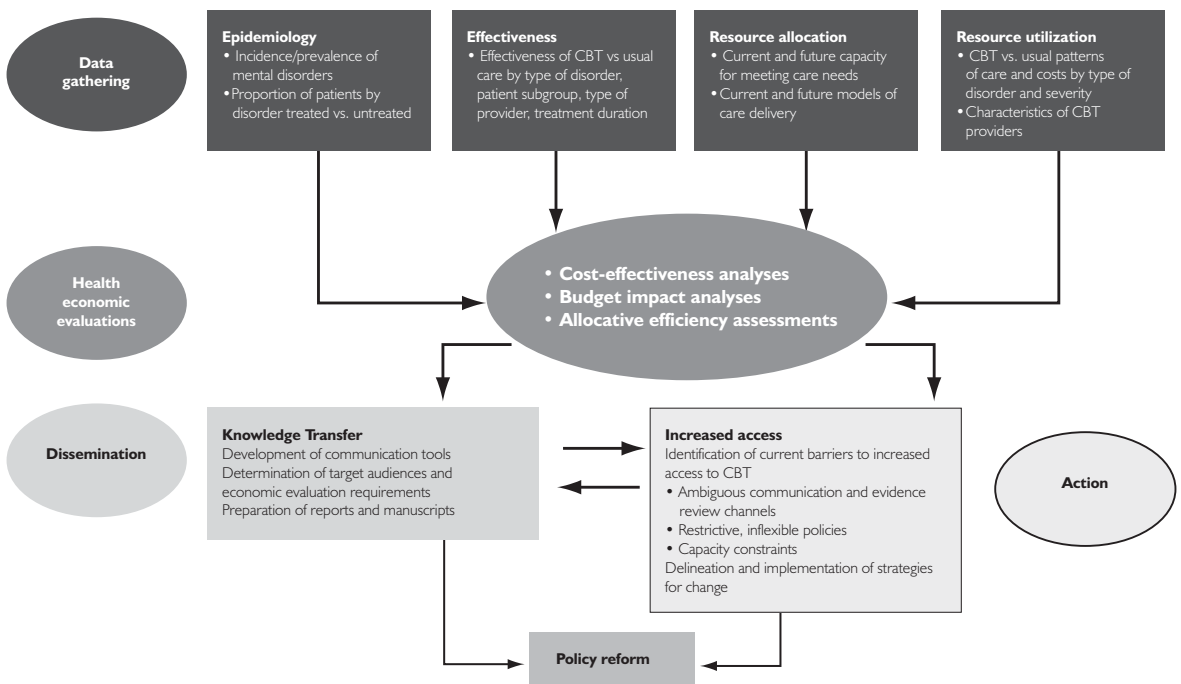 Data
gathering
Epidemiology
• Incidence/prevalence of
mental disorders
• Proportion of patients by
disorder treated vs. untreated
Effectiveness
• Effectiveness of CBT vs usual
care by type of disorder,
patient subgroup, type of
provider, treatment duration
Resource allocation
• Current and future capacity
for meeting care needs
• Current and future models of
care delivery
Resource utilization
• CBT vs. usual patterns
of care and costs by type of
disorder and severity
• Characteristics of CBT
providers
Health
economic
evaluations
• Cost-effectiveness analyses
• Budget impact analyses
• Allocative efficiency assessments
Dissemination
Knowledge Transfer
Development of communication tools
Determination of target audiences and
economic evaluation requirements
Preparation of reports and manuscripts
Increased access
Identification of current barriers to increased
access to CBT
• Ambiguous communication and evidence
review channels
• Restrictive, inflexible policies
• Capacity constraints
Delineation and implementation of strategies
for change
Action
Policy reform